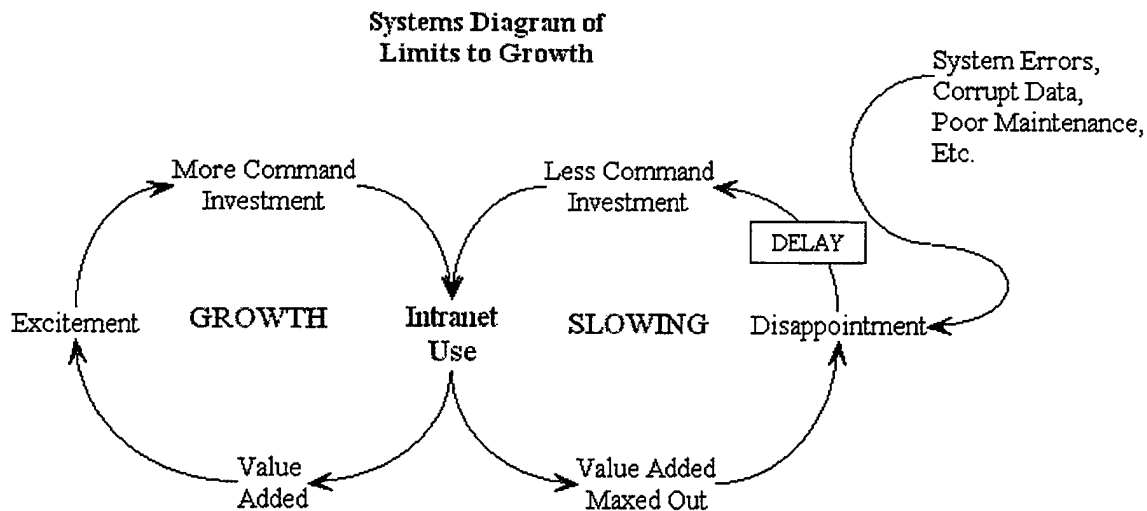 Systems Diagram of
Limits to Growth
System Errors,
Corrupt Data,
Poor Maintenance,
Etc.
More Command
Investment
Less Command
Investment
DELAY
Excitement
GROWTH
Intranet
Use
SLOWING
Disappointment
Value
Added
Value Added
Maxed Out